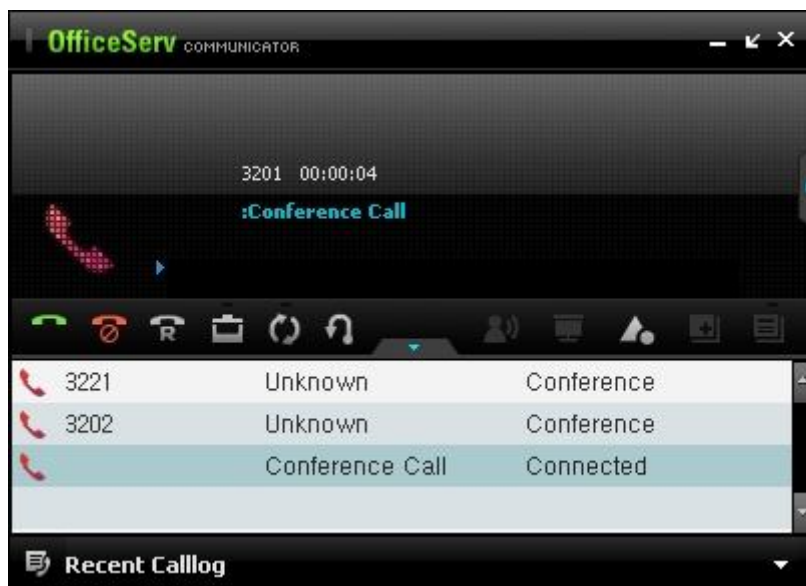 OfficeServ COMMUNICATOR
3201 00:00:04
:Conference Call
R
3221 Unknown Conference
3202 Unknown Conference
Conference Call Connected
Recent Calllog